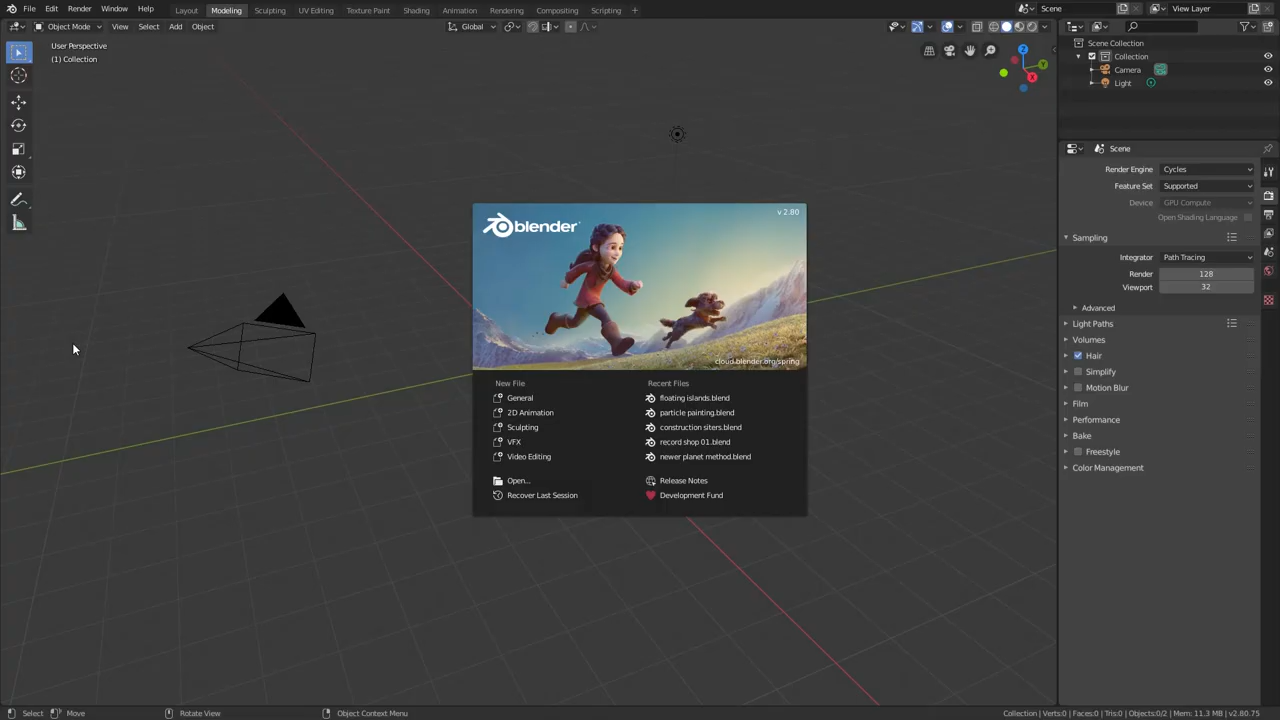 File Edit Render Window Help Layout Modeling Sculpting UV Editing Texture Paint Shading Animation Rendering Compositing Scripting + Scene View Layer
Object Mode View Select Add Object Global
User Perspective
(1) Collection
Z
Y
X
Scene Collection
Collection
Camera
Light
Scene
Render Engine Cycles
Feature Set Supported
Device GPU Compute
Open Shading Language
Sampling
Integrator Path Tracing
Render 128
Viewport 32
Advanced
Light Paths
Volumes
Hair
Simplify
Motion Blur
Film
Performance
Bake
Freestyle
Color Management
blender
v 2.80
cloud.blender.org/spring
New File
General
2D Animation
Sculpting
VFX
Video Editing
Open...
Recover Last Session
Recent Files
floating islands.blend
particle painting.blend
construction siters.blend
record shop 01.blend
newer planet method.blend
Release Notes
Development Fund
Select Move Rotate View Object Context Menu Collection | Verts:0 | Faces:0 | Tris:0 | Objects:0/2 | Mem: 11.3 MB | v2.80.75